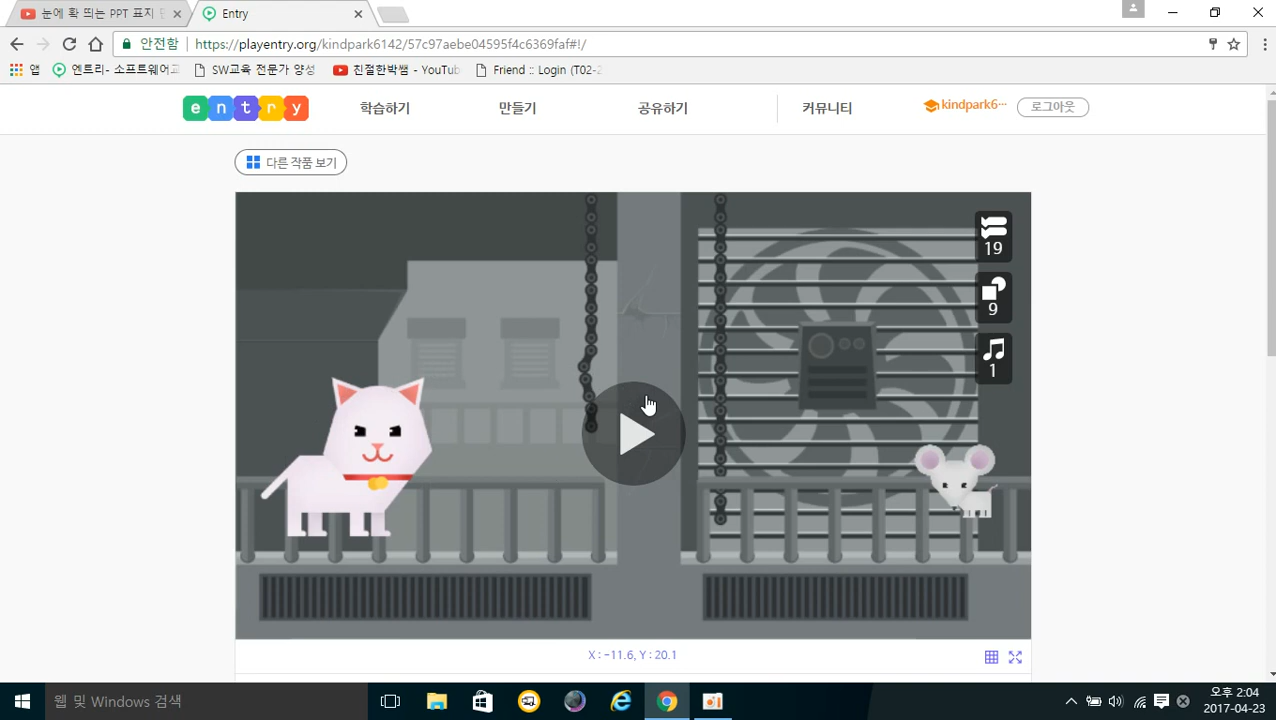 눈에 확 띄는 PPT 표지
Entry
안전함 https://playentry.org/kindpark6142/57c97aebe04595f4c6369faf#!/
앱 엔트리- 소프트웨어교 SW교육 전문가 양성 친절한박쌤 - YouTub Friend :: Login (T02-2
entry 학습하기 만들기 공유하기 커뮤니티 kindpark6··· 로그아웃
다른 작품 보기
19
9
1
X : -11.6, Y : 20.1
웹 및 Windows 검색
오후 2:04
2017-04-23